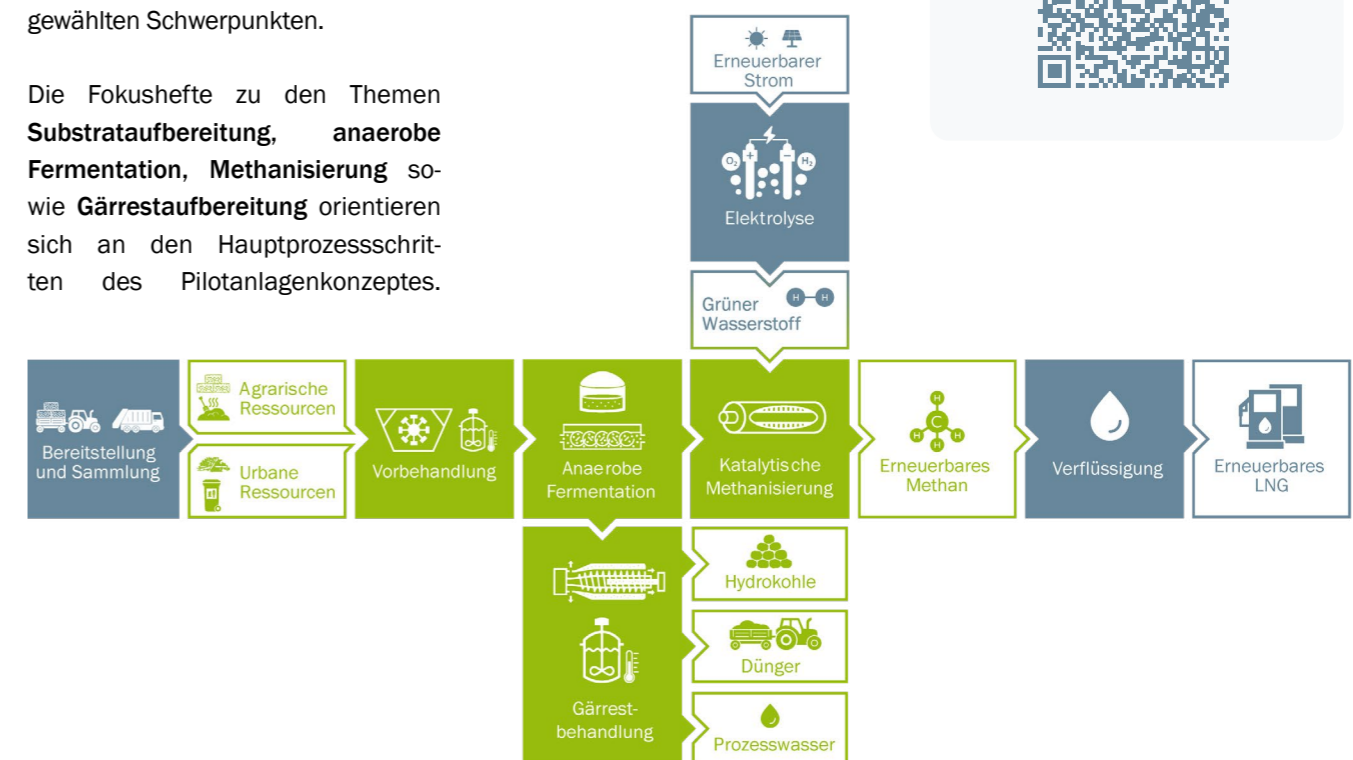 gewählten Schwerpunkten.
Die Fokushefte zu den Themen
Substrataufbereitung, anaerobe
Fermentation, Methanisierung so-
wie Gärrestaufbereitung orientieren
sich an den Hauptprozessschrit-
ten des Pilotanlagenkonzeptes.
Erneuerbarer
Strom
O₂ + − H₂
Elektrolyse
Grüner
Wasserstoff
H H
Bereitstellung
und Sammlung
Agrarische
Ressourcen
Urbane
Ressourcen
Vorbehandlung
Anaerobe
Fermentation
Katalytische
Methanisierung
H
C
H H H
Erneuerbares
Methan
Verflüssigung
Erneuerbares
LNG
Gärrest-
behandlung
Hydrokohle
Dünger
Prozesswasser